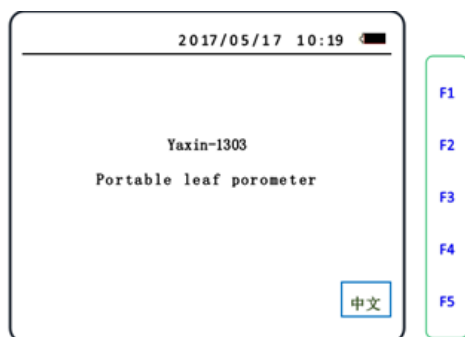 2017/05/17 10:19
Yaxin-1303
Portable leaf porometer
中文
F1
F2
F3
F4
F5